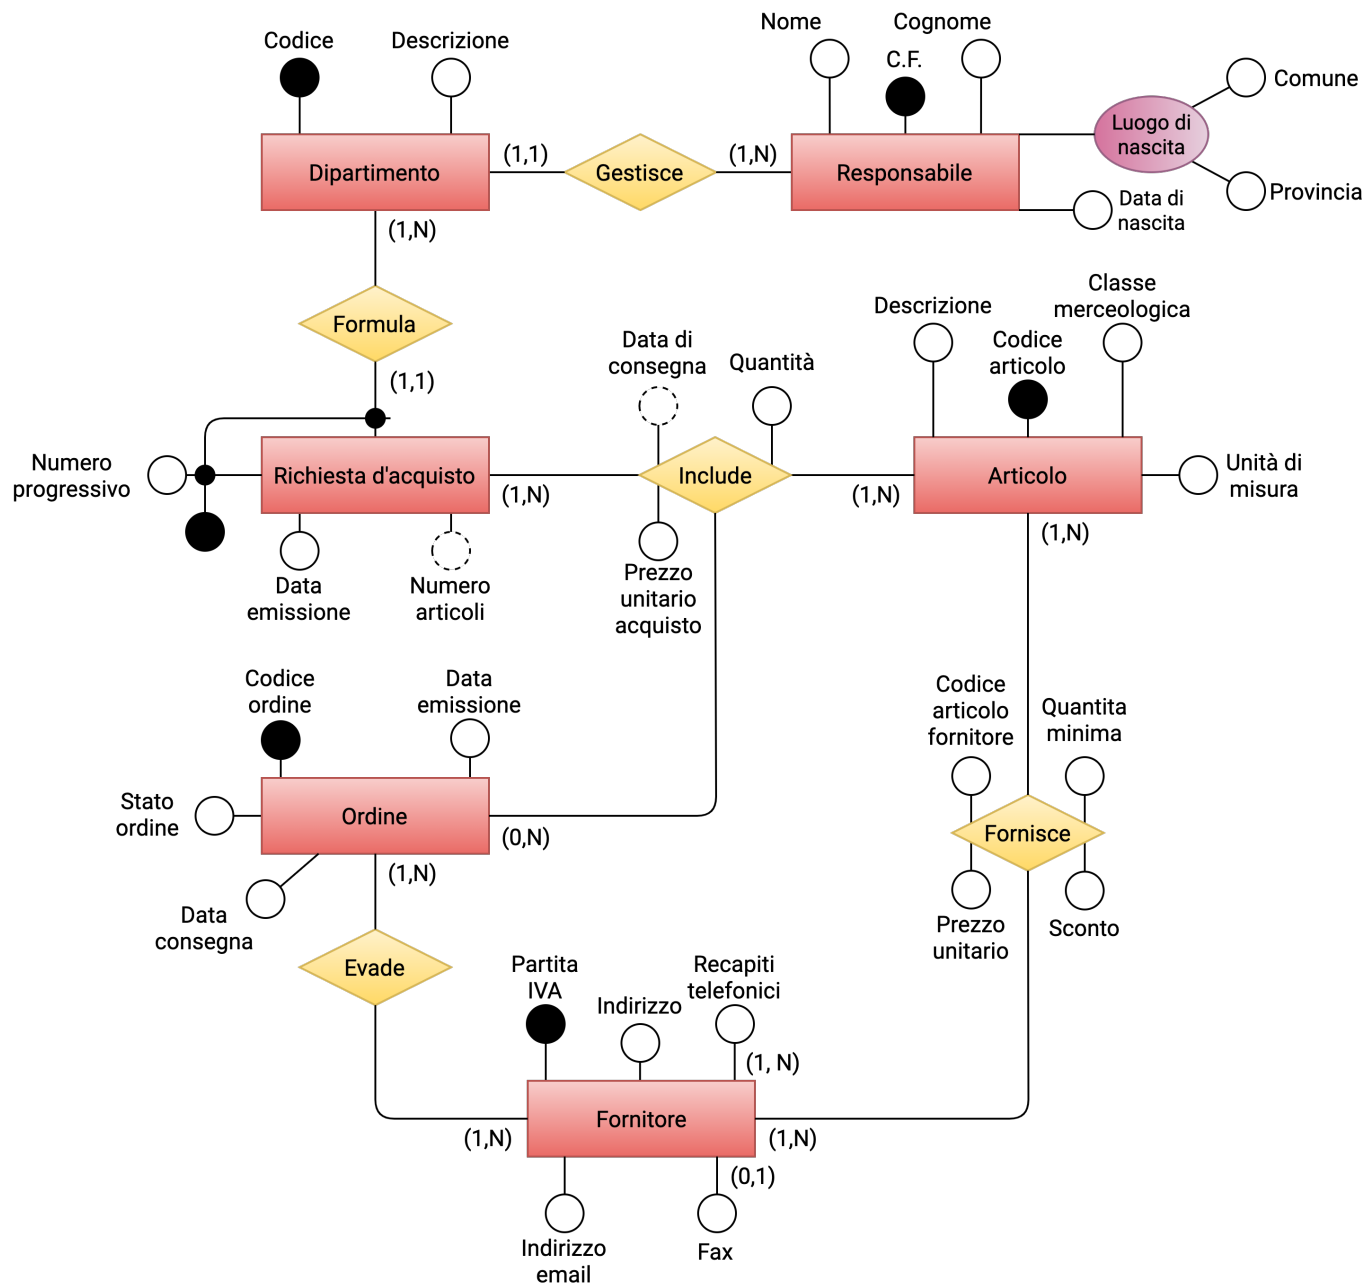 Nome
Cognome
Codice
Descrizione
C.F.
Comune
Luogo di
nascita
Dipartimento
(1,1)
Gestisce
(1,N)
Responsabile
Provincia
Data di
nascita
(1,N)
Formula
(1,1)
Data di
consegna
Quantità
Descrizione
Codice
articolo
Classe
merceologica
Numero
progressivo
Richiesta d'acquisto
(1,N)
Include
(1,N)
Articolo
Unità di
misura
(1,N)
Data
emissione
Numero
articoli
Prezzo
unitario
acquisto
Codice
ordine
Data
emissione
Stato
ordine
Ordine
(0,N)
(1,N)
Data
consegna
Codice
articolo
fornitore
Quantita
minima
Fornisce
Prezzo
unitario
Sconto
Evade
Partita
IVA
Indirizzo
Recapiti
telefonici
(1, N)
(1,N)
Fornitore
(1,N)
(0,1)
Indirizzo
email
Fax